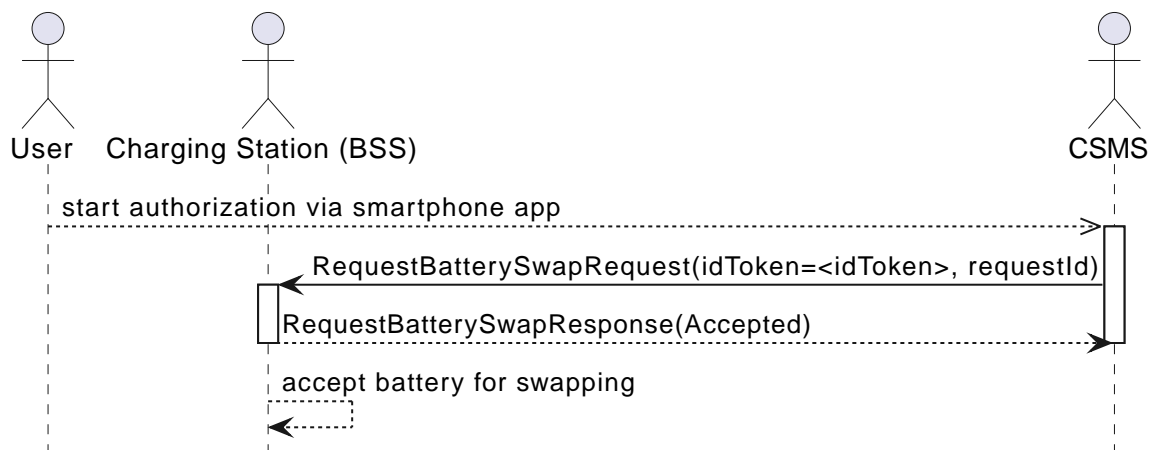 User
Charging Station (BSS)
CSMS
start authorization via smartphone app
RequestBatterySwapRequest(idToken=<idToken>, requestId)
RequestBatterySwapResponse(Accepted)
accept battery for swapping